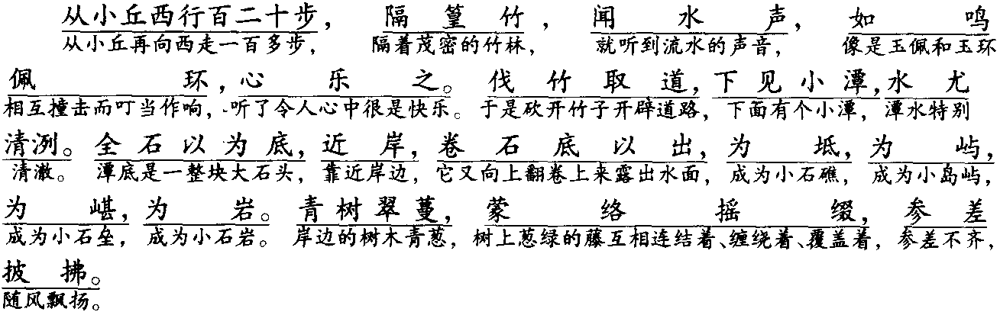 从小丘西行百二十步，隔篁竹，闻水声，如鸣
从小丘再向西走一百多步，隔着茂密的竹林，就听到流水的声音，像是玉佩和玉环
佩环，心乐之。伐竹取道，下见小潭，水尤
相互撞击而叮当作响，听了令人心中很是快乐。于是砍开竹子开辟道路，下面有个小潭，潭水特别
清洌。全石以为底，近岸，卷石底以出，为坻，为屿，
清澈。潭底是一整块大石头，靠近岸边，它又向上翻卷上来露出水面，成为小石礁，成为小岛屿，
为嵁，为岩。青树翠蔓，蒙络摇缀，参差
成为小石垒，成为小石岩。岸边的树木青葱，树上葱绿的藤互相连结着、缠绕着、覆盖着，参差不齐，
披拂。
随风飘扬。